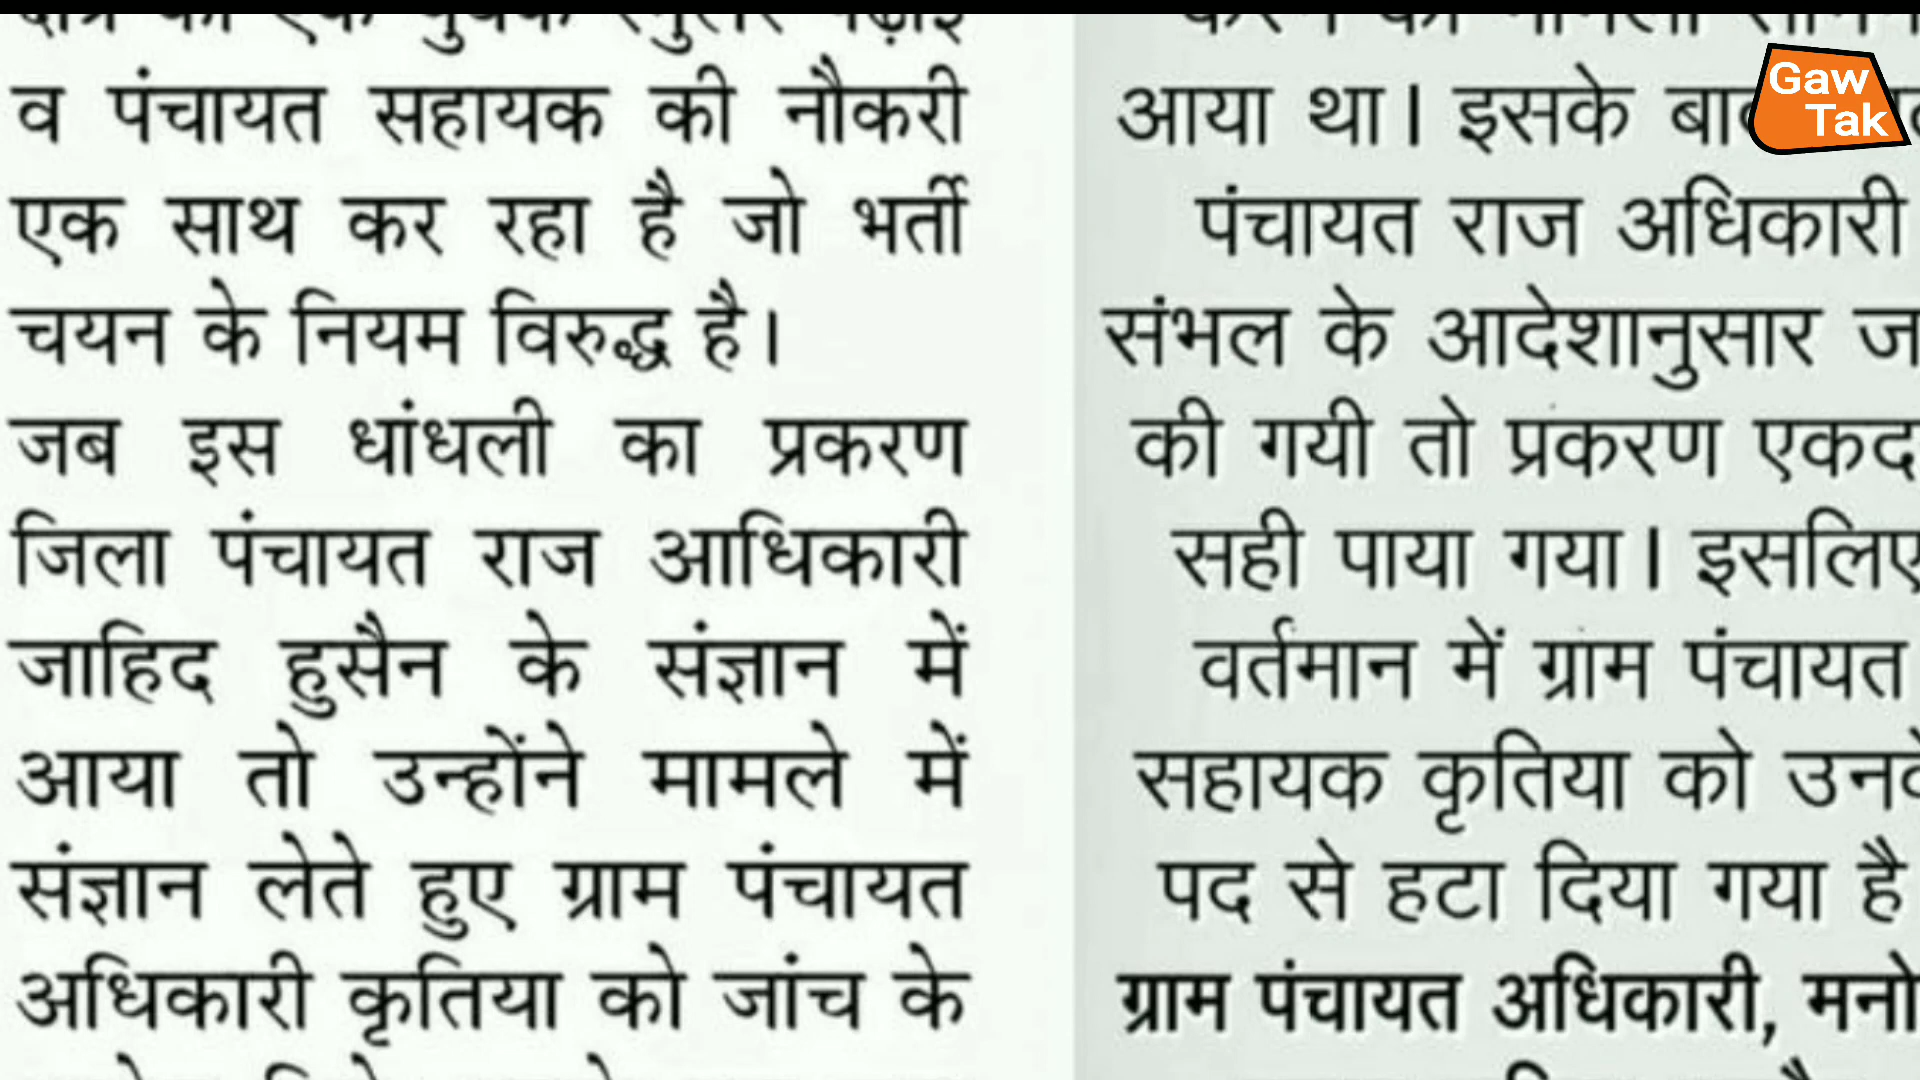 व पंचायत सहायक की नौकरी
एक साथ कर रहा है जो भर्ती
चयन के नियम विरुद्ध है।
जब इस धांधली का प्रकरण
जिला पंचायत राज आधिकारी
जाहिद हुसैन के संज्ञान में
आया तो उन्होंने मामले में
संज्ञान लेते हुए ग्राम पंचायत
अधिकारी कृतिया को जांच के
आया था। इसके
पंचायत राज अधिकारी
संभल के आदेशानुसार
की गयी तो प्रकरण
सही पाया गया। इसलिए
वर्तमान में ग्राम पंचायत
सहायक कृतिया को
पद से हटा दिया गया है
ग्राम पंचायत अधिकारी,
Gaw
Tak